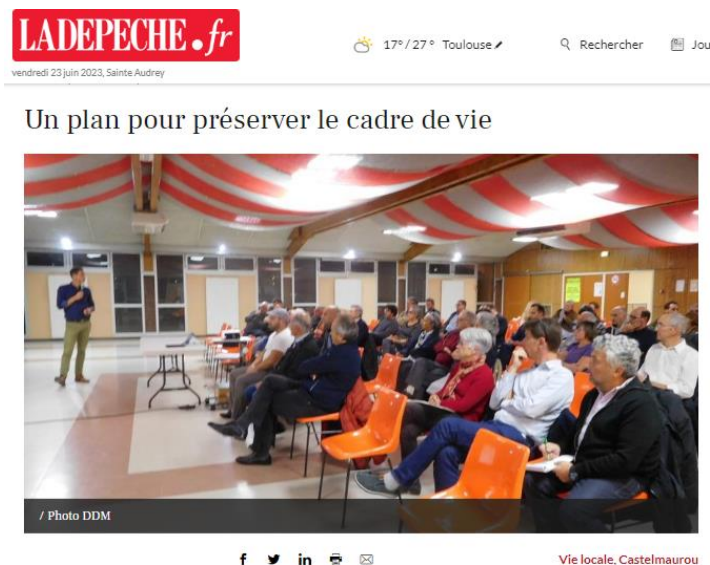 LADEPECHE.fr
17°/27° Toulouse
Rechercher
Jou
vendredi 23 juin 2023, Sainte Audrey
Un plan pour préserver le cadre de vie
/ Photo DDM
Vie locale, Castelmaurou